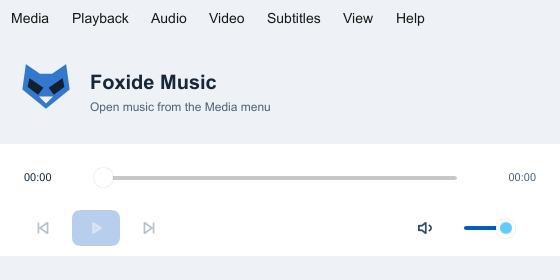 Media Playback Audio Video Subtitles View Help
Foxide Music
Open music from the Media menu
00:00 00:00